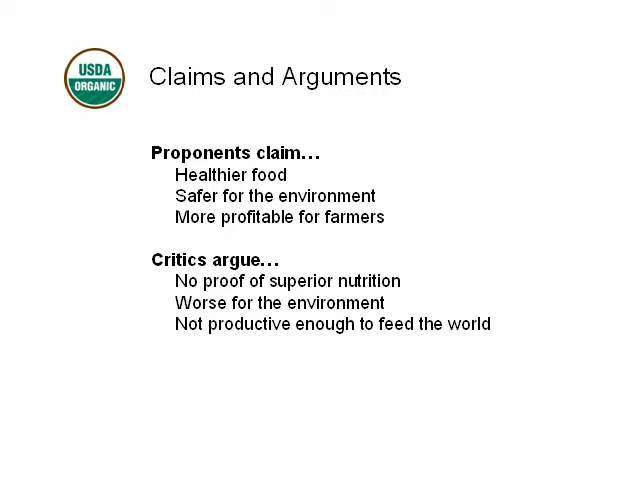 USDA
ORGANIC
Claims and Arguments
Proponents claim…
Healthier food
Safer for the environment
More profitable for farmers
Critics argue…
No proof of superior nutrition
Worse for the environment
Not productive enough to feed the world